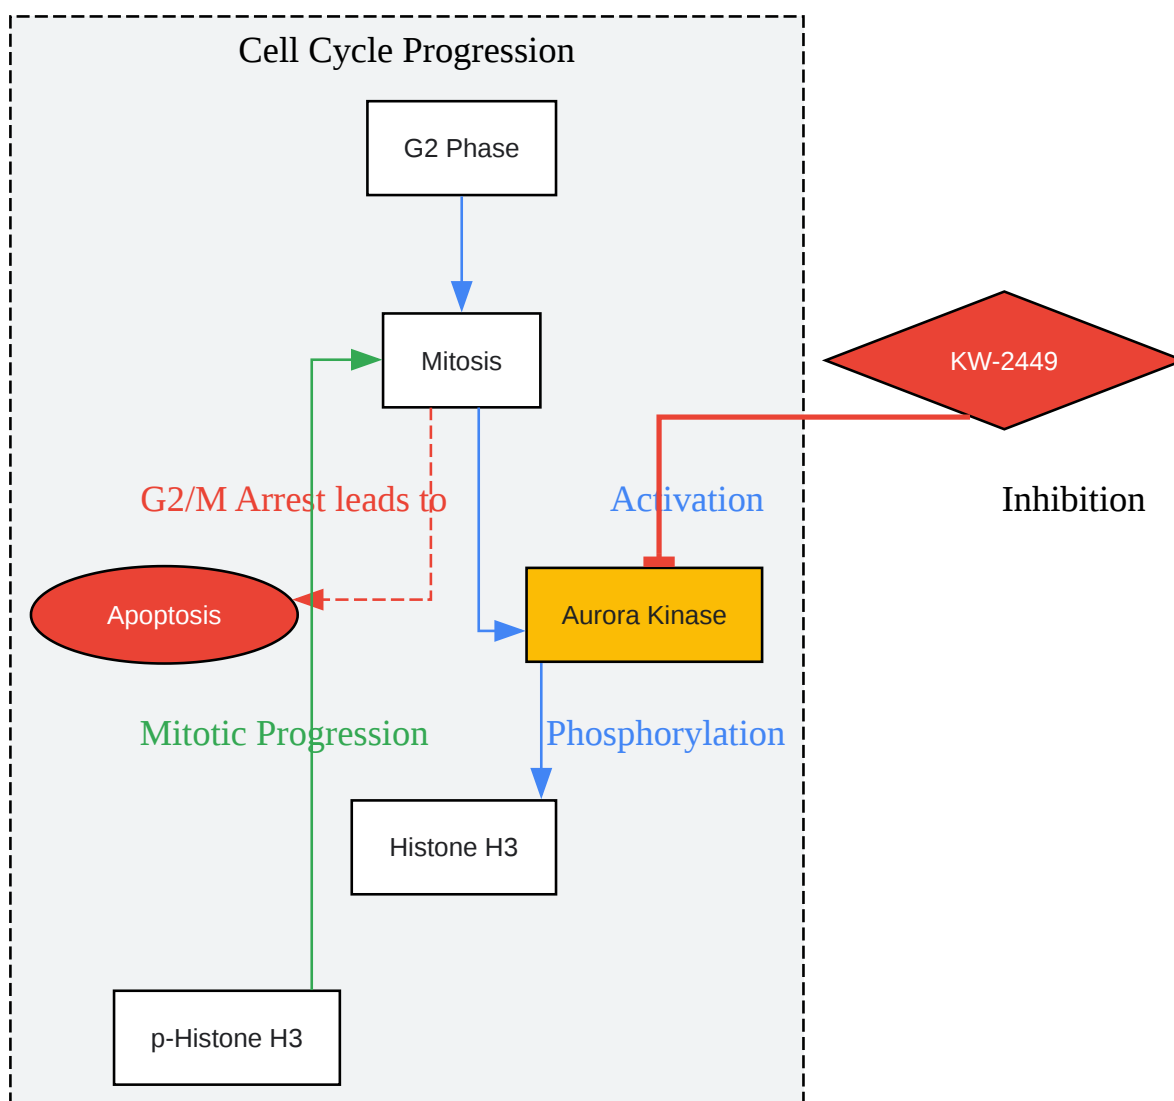 Cell Cycle Progression
G2 Phase
Mitosis
KW-2449
G2/M Arrest leads to
Activation
Inhibition
Apoptosis
Aurora Kinase
Mitotic Progression
Phosphorylation
Histone H3
p-Histone H3